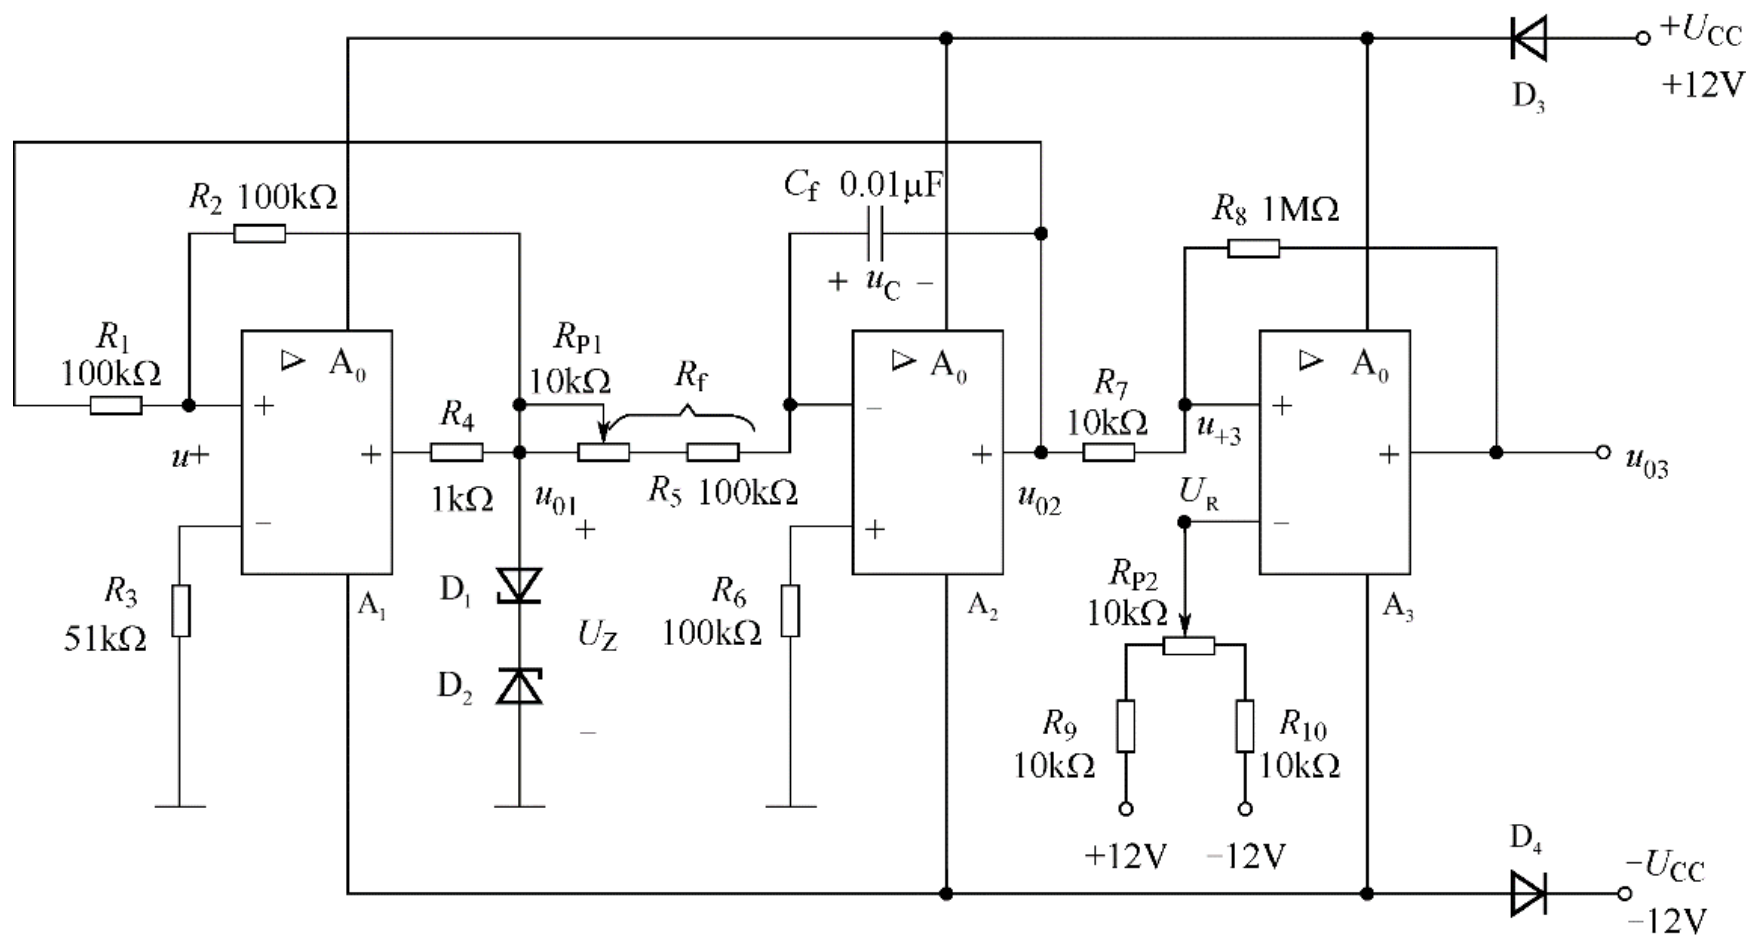 +U_CC
+12V
D_3
C_f 0.01μF
R_2 100kΩ
R_8 1MΩ
+ u_C −
R_1
100kΩ
▷ A_0
R_P1
10kΩ
R_f
▷ A_0
▷ A_0
R_7
10kΩ
+
R_4
−
+
u_+3
u+
+
+
+
1kΩ
u_01
R_5 100kΩ
u_02
U_R
u_03
−
+
+
−
R_3
51kΩ
D_1
U_Z
R_6
100kΩ
R_P2
10kΩ
A_1
A_2
A_3
D_2
−
R_9
10kΩ
R_10
10kΩ
+12V
−12V
D_4
−U_CC
−12V